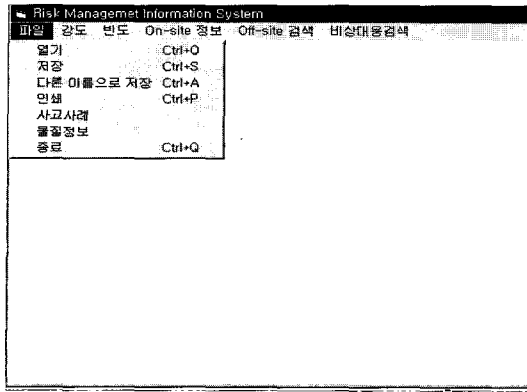 Risk Managemet Information System
파일 강도 빈도 On-site 정보 Off-site 검색 비상대응검색
열기 Ctrl+O
저장 Ctrl+S
다른 이름으로 저장 Ctrl+A
인쇄 Ctrl+P
사고사례
물질정보
종료 Ctrl+Q